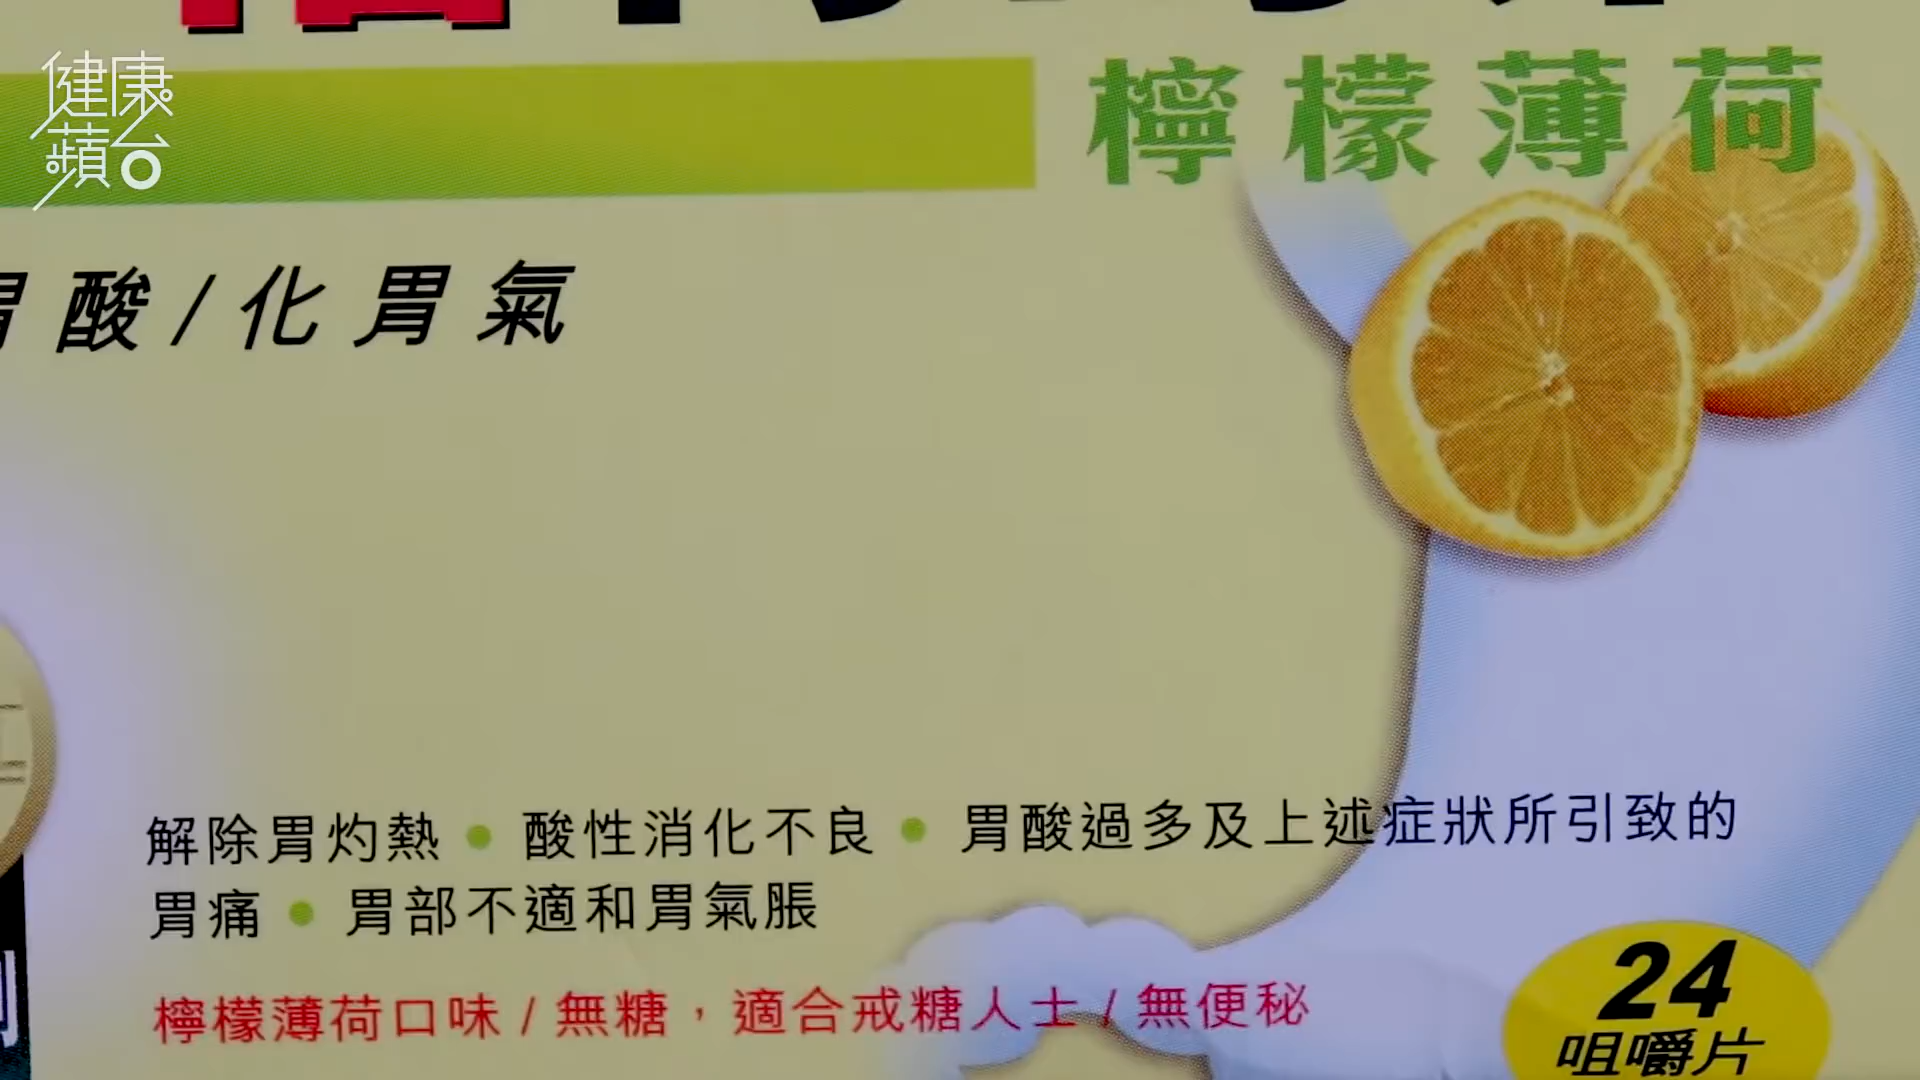 健康
蘋台
檸檬薄荷
胃酸/化胃氣
解除胃灼熱•酸性消化不良•胃酸過多及上述症狀所引致的
胃痛•胃部不適和胃氣脹
檸檬薄荷口味/無糖,適合戒糖人士/無便秘
24
咀嚼片